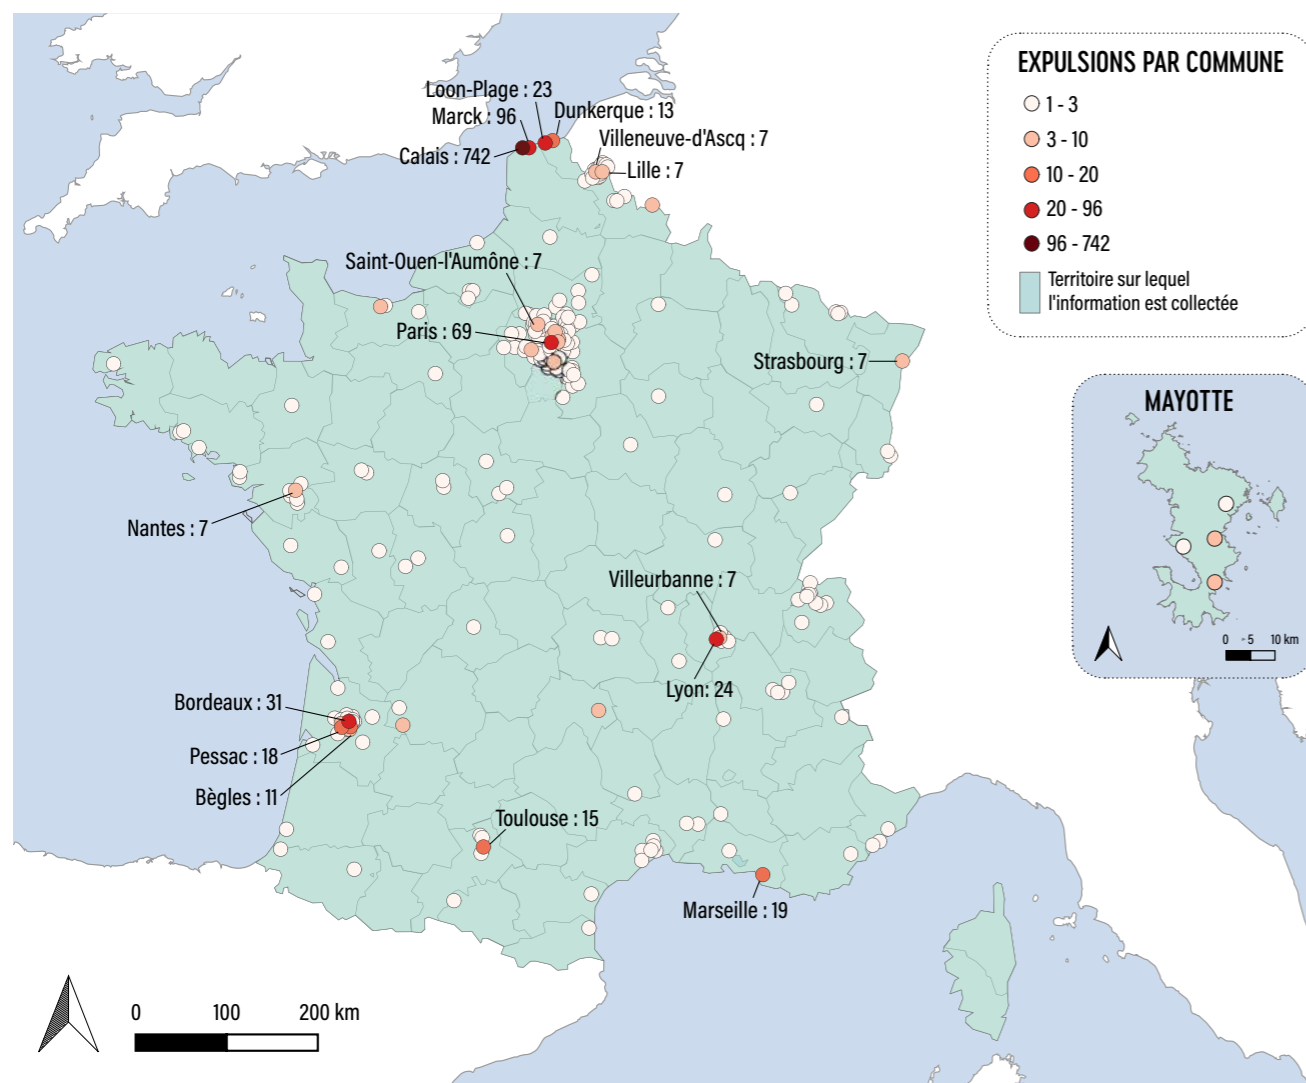 EXPULSIONS PAR COMMUNE
1 - 3
3 - 10
10 - 20
20 - 96
96 - 742
Territoire sur lequel
l'information est collectée
Loon-Plage : 23
Marck : 96
Dunkerque : 13
Villeneuve-d'Ascq : 7
Calais : 742
Lille : 7
Saint-Ouen-l'Aumône : 7
Paris : 69
Strasbourg : 7
MAYOTTE
0 5 10 km
Nantes : 7
Villeurbanne : 7
Lyon: 24
Bordeaux : 31
Pessac : 18
Bègles : 11
Toulouse : 15
Marseille : 19
0 100 200 km